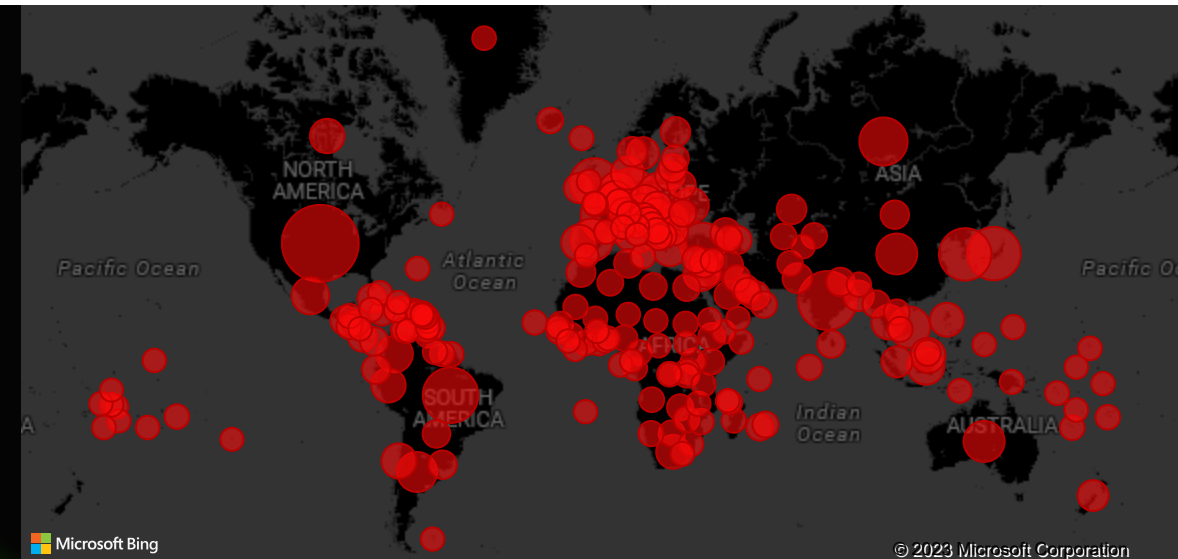 NORTH
AMERICA
ASIA
Pacific Ocean
Atlantic
Ocean
Pacific
AFRICA
SOUTH
AMERICA
Indian
Ocean
AUSTRALIA
Microsoft Bing
© 2023 Microsoft Corporation